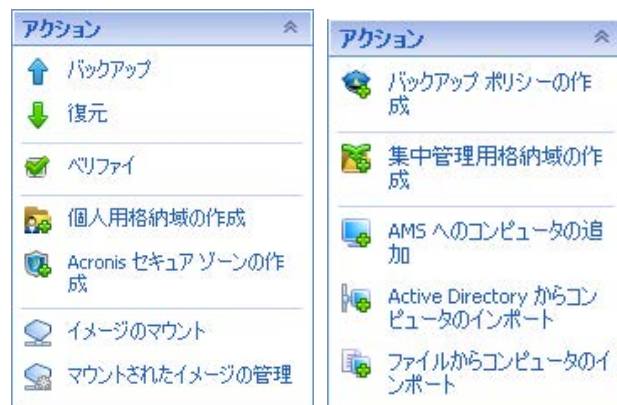 アクション
バックアップ
復元
ベリファイ
個人用格納域の作成
Acronis セキュア ゾーンの作
成
イメージのマウント
マウントされたイメージの管理
アクション
バックアップ ポリシーの作
成
集中管理用格納域の作
成
AMS へのコンピュータの追
加
Active Directory からコン
ピュータのインポート
ファイルからコンピュータのイ
ンポート